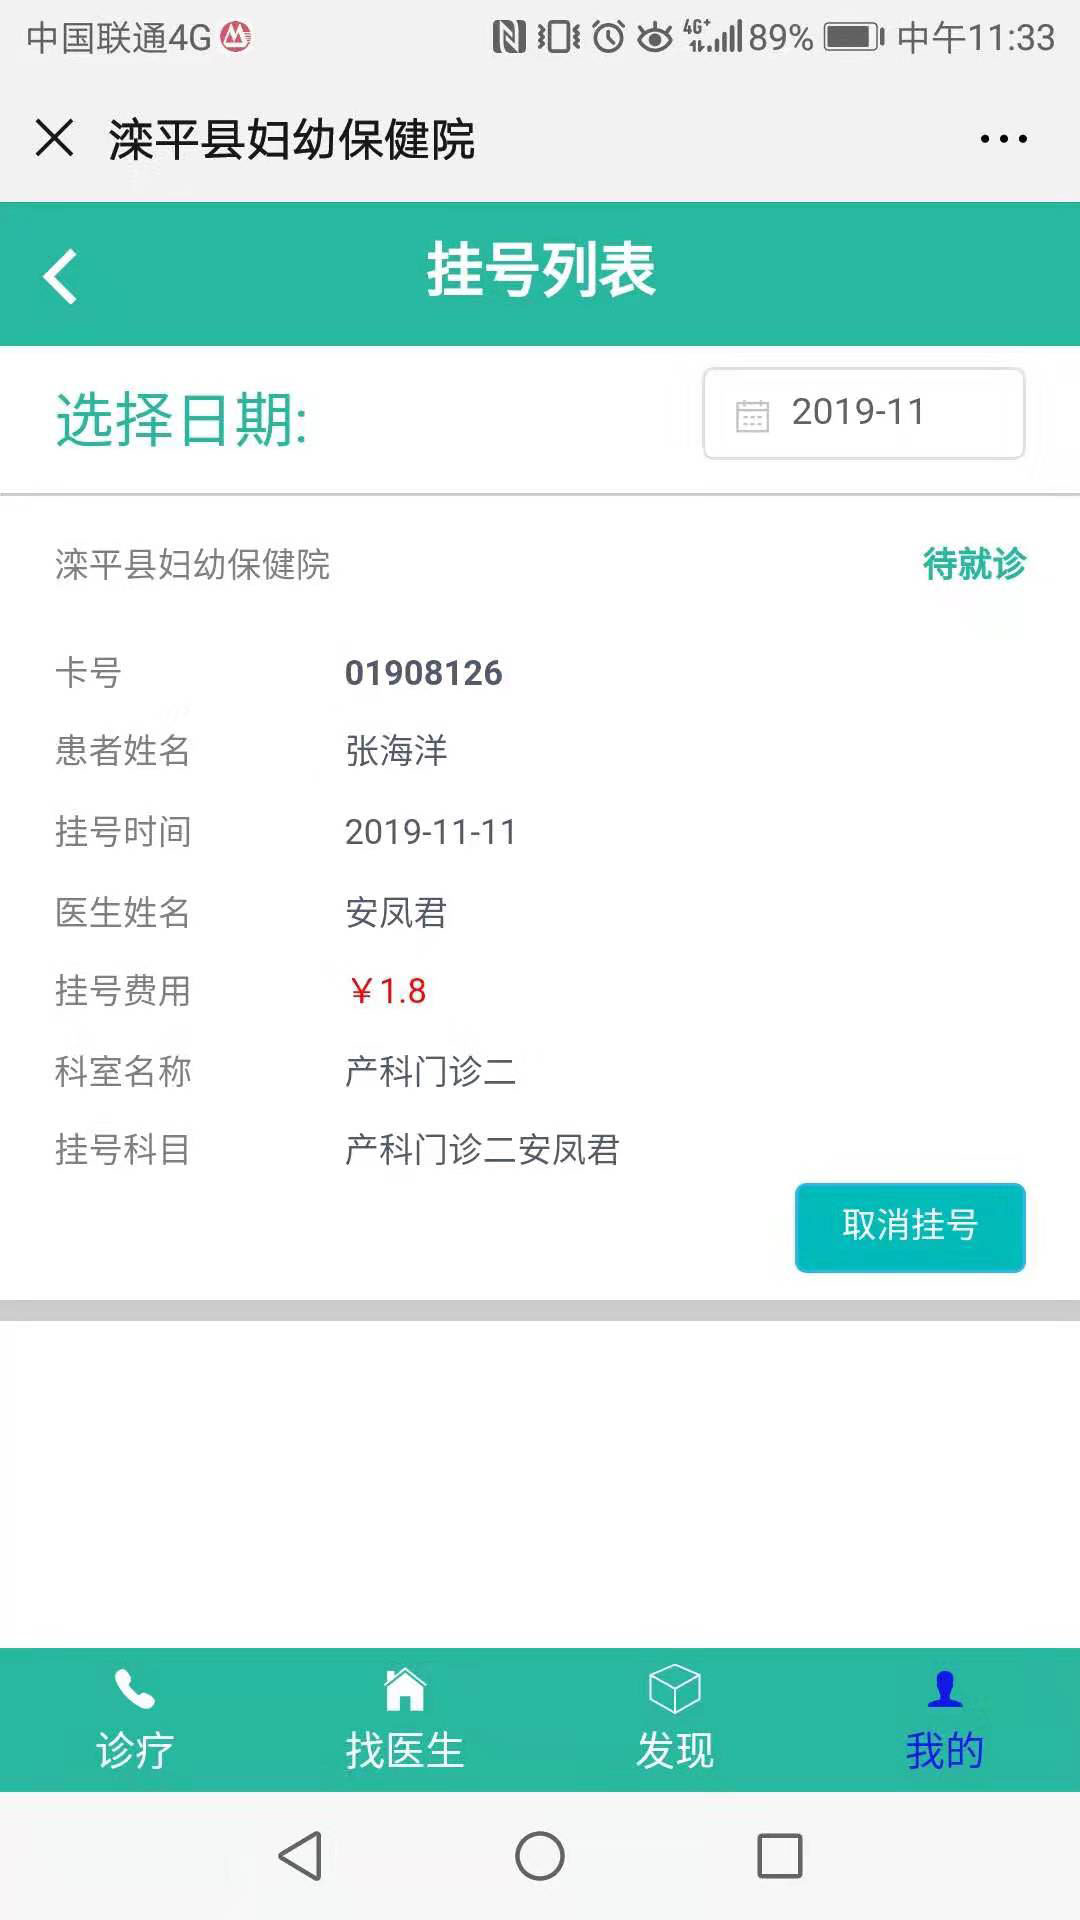 中国联通4G 4G+ 89% 中午11:33
滦平县妇幼保健院
挂号列表
选择日期: 2019-11
滦平县妇幼保健院 待就诊
卡号 01908126
患者姓名 张海洋
挂号时间 2019-11-11
医生姓名 安凤君
挂号费用 ￥1.8
科室名称 产科门诊二
挂号科目 产科门诊二安凤君
取消挂号
诊疗 找医生 发现 我的